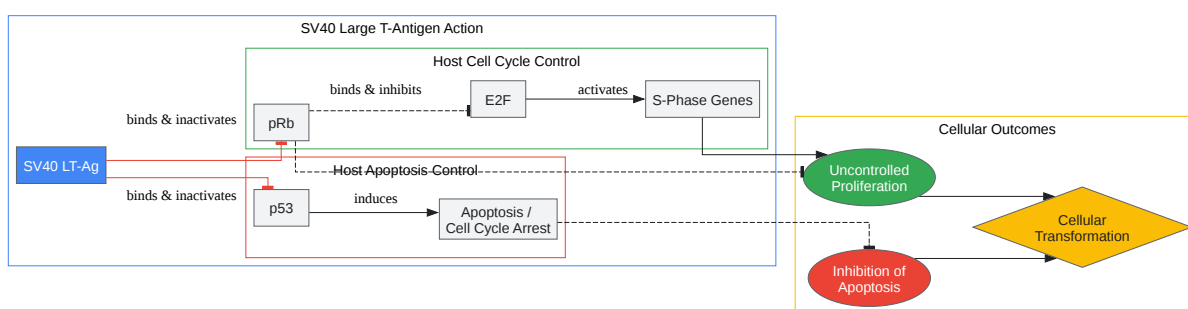 SV40 Large T-Antigen Action
Host Cell Cycle Control
binds & inhibits
E2F
activates
S-Phase Genes
binds & inactivates
pRb
Cellular Outcomes
SV40 LT-Ag
Host Apoptosis Control
Uncontrolled
Proliferation
binds & inactivates
p53
induces
Apoptosis /
Cell Cycle Arrest
Cellular
Transformation
Inhibition of
Apoptosis